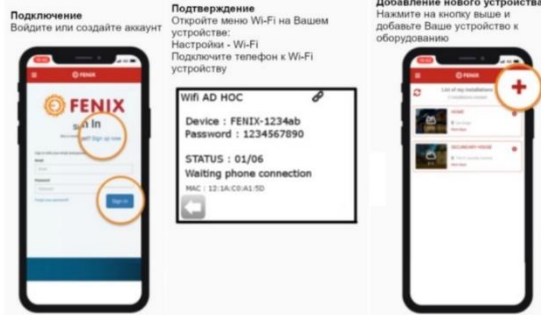 Подключение
Войдите или создайте аккаунт
FENIX
FENIX
In
Sign up now
Email
Password
Sign in
Подтверждение
Откройте меню Wi-Fi на Вашем
устройстве:
Настройки - Wi-Fi
Подключите телефон к Wi-Fi
устройству
Wifi AD HOC
Device : FENIX-1234ab
Password : 1234567890
STATUS : 01/06
Waiting phone connection
MAC : 12:1A:C0:A1:5D
Добавление нового устройства
Нажмите на кнопку выше и
добавьте Ваше устройство к
оборудованию
FENIX
List of my installations
HOME
SECONDARY HOUSE